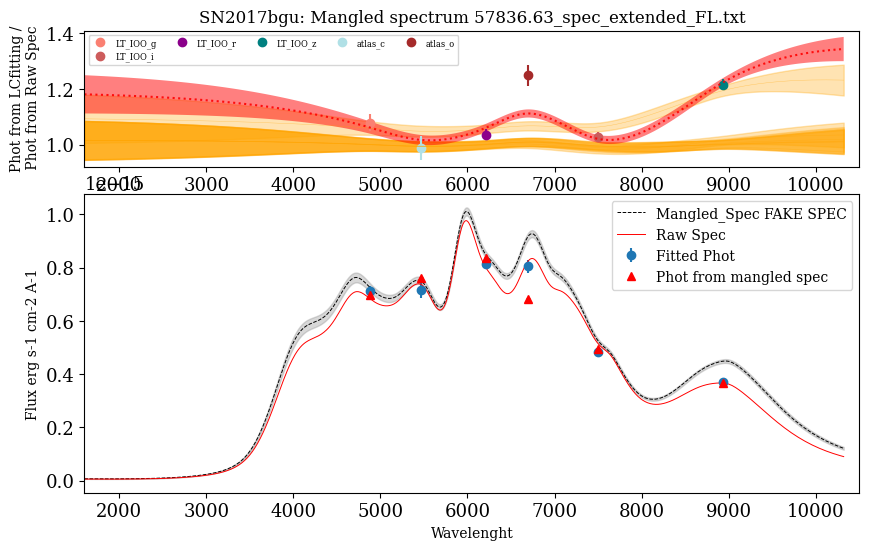 SN2017bgu: Mangled spectrum 57836.63_spec_extended_FL.txt
Phot from LCfitting /
Phot from Raw Spec
1.4
1.2
1.0
LT_IOO_g
LT_IOO_i
LT_IOO_r
LT_IOO_z
atlas_c
atlas_o
2000 3000 4000 5000 6000 7000 8000 9000 10000
1e−15
Flux erg s-1 cm-2 A-1
1.0
0.8
0.6
0.4
0.2
0.0
Mangled_Spec FAKE SPEC
Raw Spec
Fitted Phot
Phot from mangled spec
2000 3000 4000 5000 6000 7000 8000 9000 10000
Wavelenght